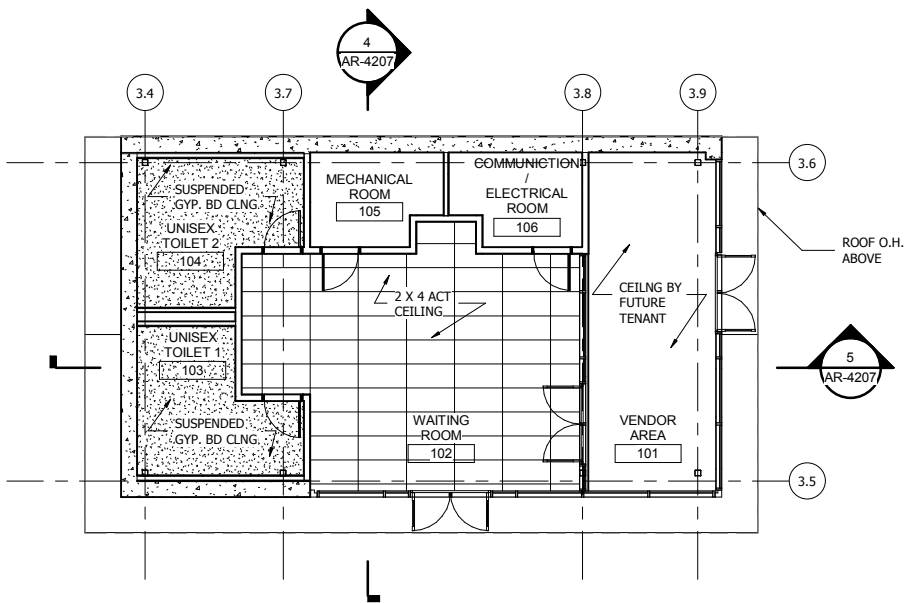 4
AR-4207
3.4
3.7
3.8
3.9
3.6
SUSPENDED
GYP. BD CLNG.
UNISEX
TOILET 2
104
MECHANICAL
ROOM
105
COMMUNICTION
/
ELECTRICAL
ROOM
106
ROOF O.H.
ABOVE
2 X 4 ACT
CEILING
CEILNG BY
FUTURE
TENANT
UNISEX
TOILET 1
103
5
AR-4207
SUSPENDED
GYP. BD CLNG.
WAITING
ROOM
102
VENDOR
AREA
101
3.5